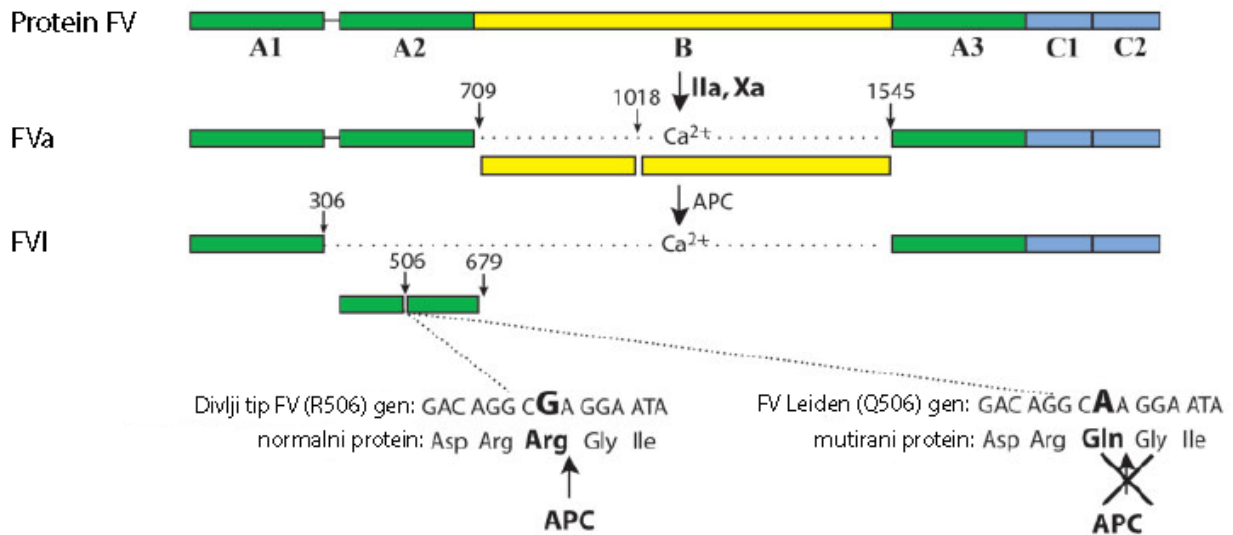 Protein FV
A1 A2 B A3 C1 C2
IIa, Xa
709 1018 1545
FVa Ca2+
APC
306
FVI Ca2+
506 679
Divlji tip FV (R506) gen: GAC AGG CGA GGA ATA
normalni protein: Asp Arg Arg Gly Ile
APC
FV Leiden (Q506) gen: GAC AGG CAA GGA ATA
mutirani protein: Asp Arg Gln Gly Ile
APC